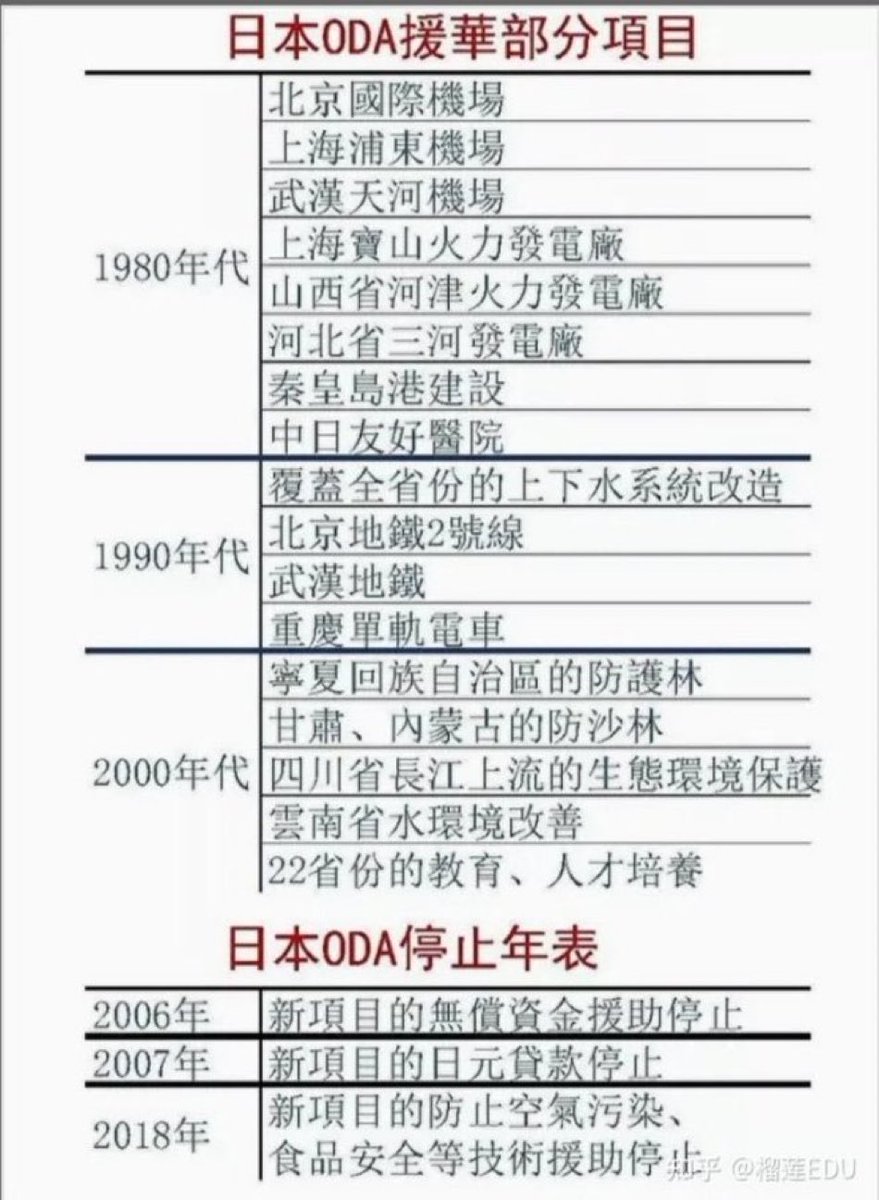 日本ODA援華部分項目
1980年代
北京國際機場
上海浦東機場
武漢天河機場
上海寶山火力發電廠
山西省河津火力發電廠
河北省三河發電廠
秦皇島港建設
中日友好醫院
1990年代
覆蓋全省份的上下水系統改造
北京地鐵2號線
武漢地鐵
重慶單軌電車
2000年代
寧夏回族自治區的防護林
甘肅、內蒙古的防沙林
四川省長江上流的生態環境保護
雲南省水環境改善
22省份的教育、人才培養
日本ODA停止年表
2006年 新項目的無償資金援助停止
2007年 新項目的日元貸款停止
2018年 新項目的防止空氣污染、
食品安全等技術援助停止
知乎 @榴莲EDU